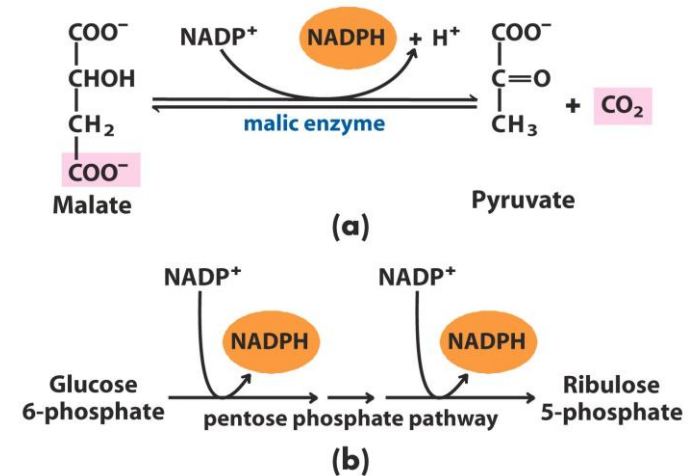 COO⁻ NADP⁺ NADPH + H⁺ COO⁻
CHOH C=O
malic enzyme + CO₂
CH₂ CH₃
COO⁻
Malate Pyruvate
(a)
NADP⁺ NADP⁺
NADPH NADPH
Glucose Ribulose
6-phosphate pentose phosphate pathway 5-phosphate
(b)